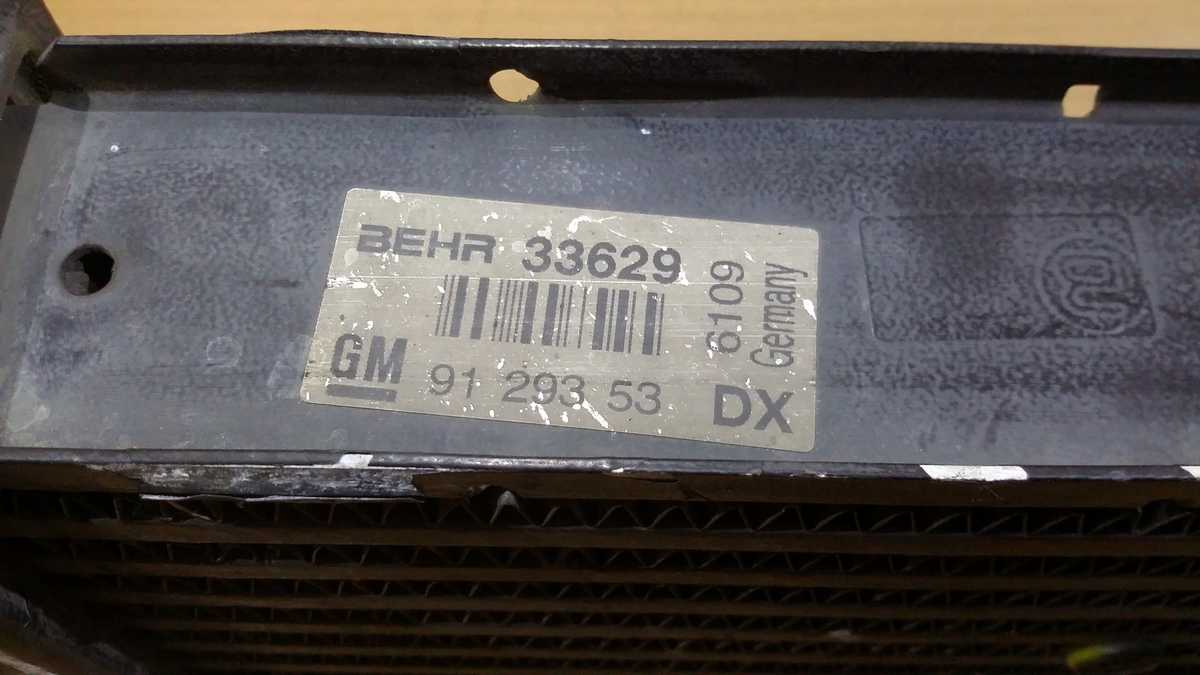 BEHR 33629
6109
Germany
GM
91 293 53
DX